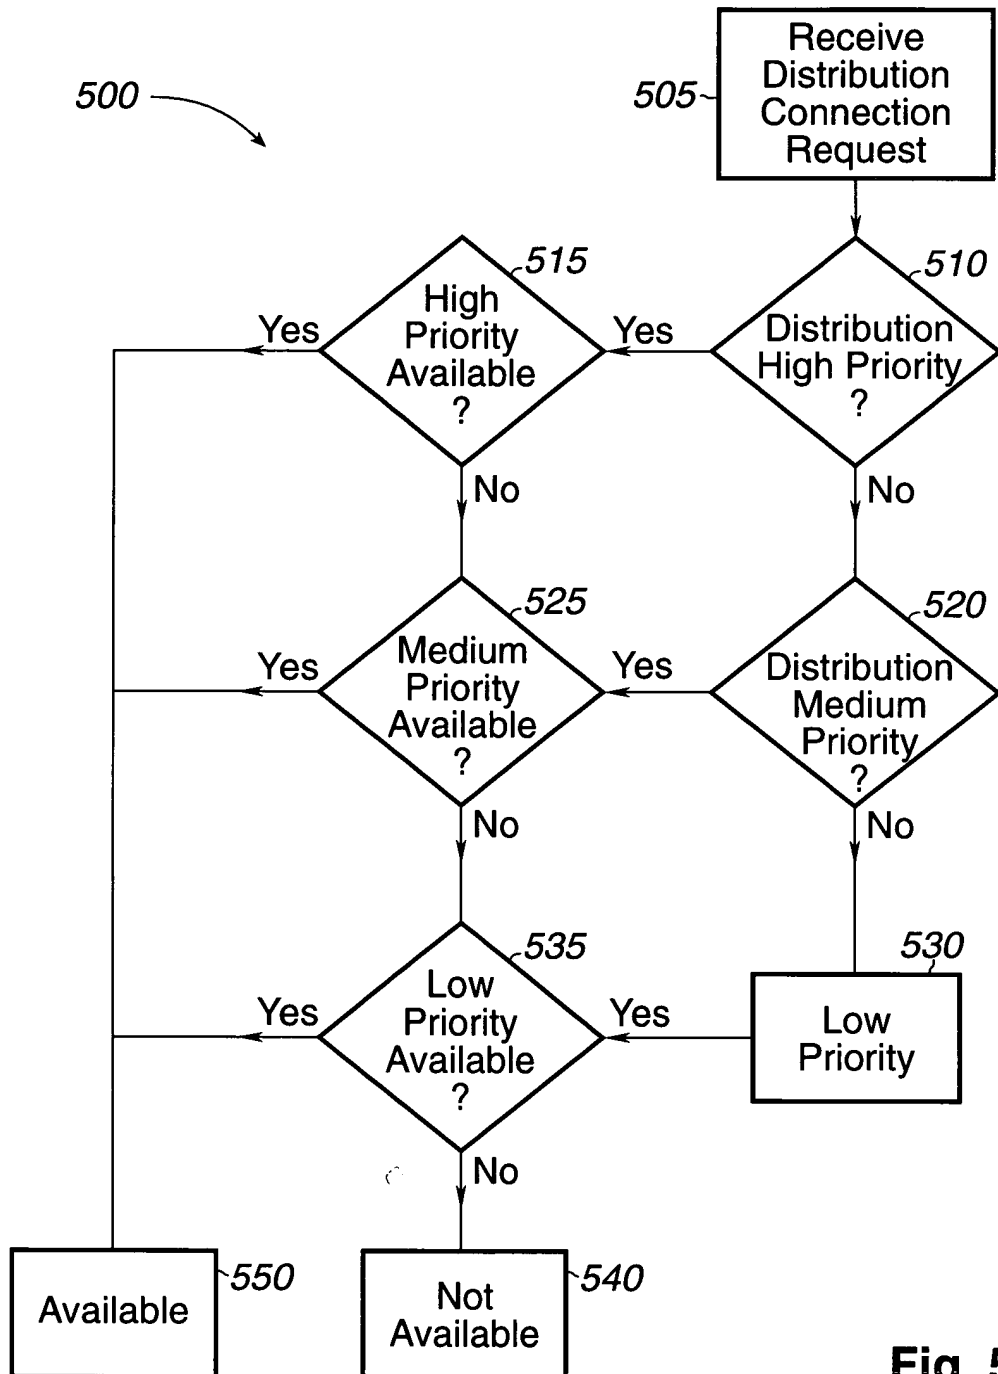 500
505
Receive
Distribution
Connection
Request
515
High
Priority
Available
?
Yes
Yes
510
Distribution
High Priority
?
No
No
525
Medium
Priority
Available
?
Yes
Yes
520
Distribution
Medium
Priority
?
No
No
535
Low
Priority
Available
?
Yes
Yes
530
Low
Priority
No
550
Available
540
Not
Available
Fig. 5